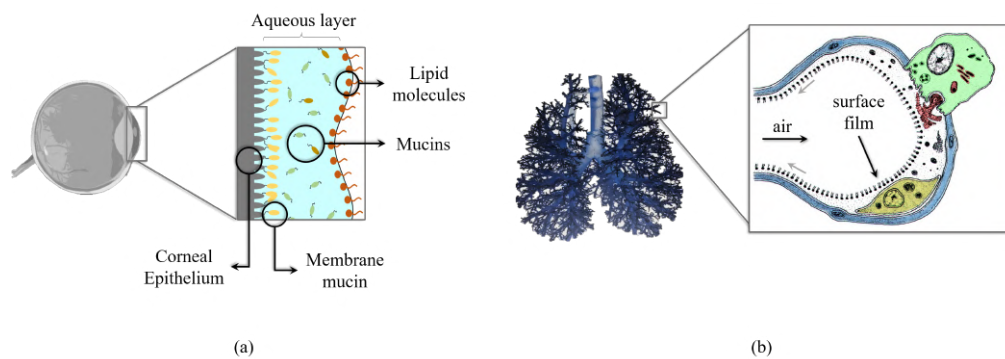 Aqueous layer
Lipid
molecules
Mucins
Corneal
Epithelium
Membrane
mucin
(a)
air
surface
film
(b)